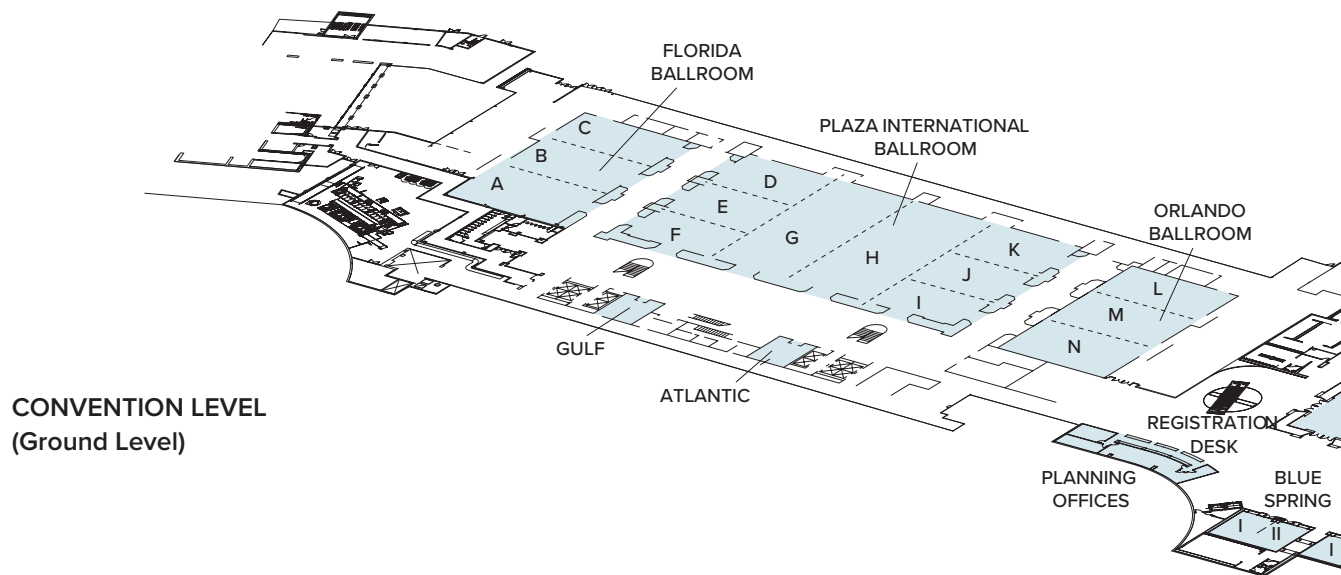 FLORIDA
BALLROOM
C
B
A
PLAZA INTERNATIONAL
BALLROOM
D
E
F
G
H
I
J
K
ORLANDO
BALLROOM
L
M
N
GULF
ATLANTIC
CONVENTION LEVEL
(Ground Level)
REGISTRATION
DESK
PLANNING
OFFICES
BLUE
SPRING
I
II
I